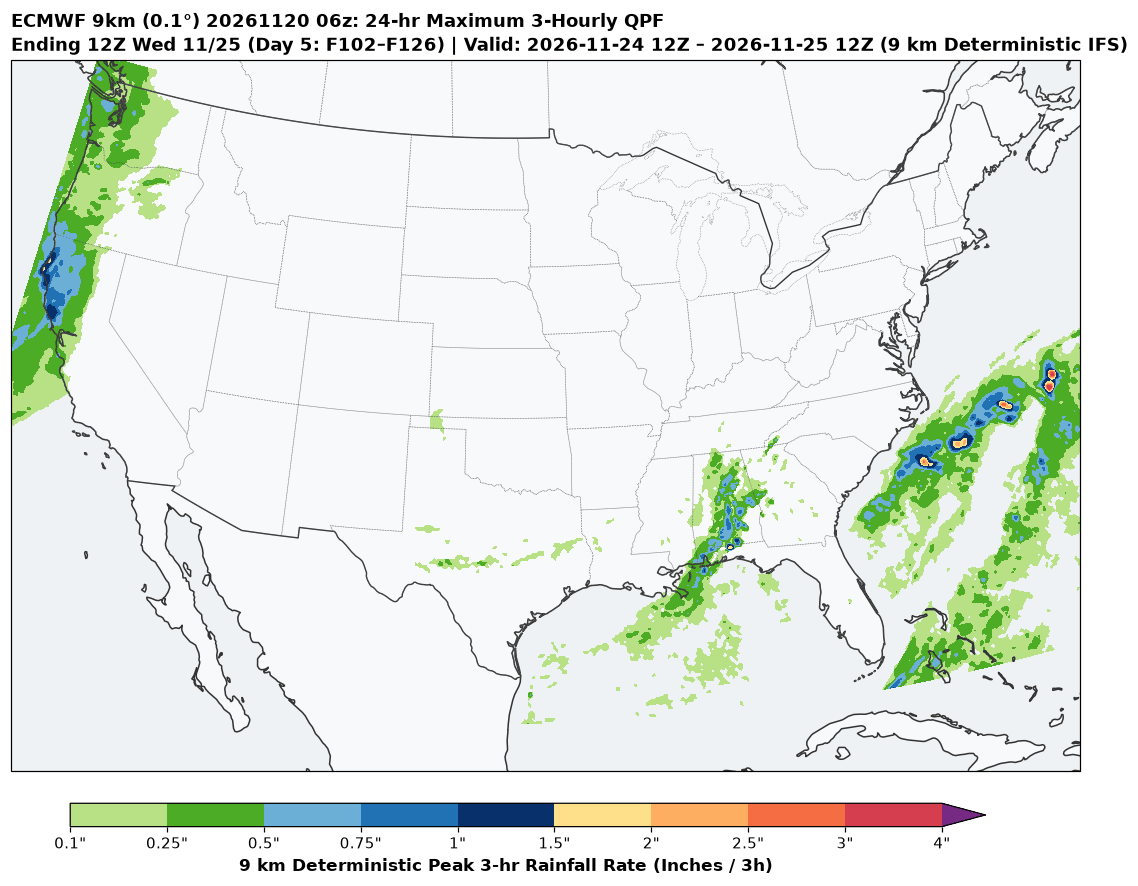 ECMWF 9km (0.1°) 20261120 06z: 24-hr Maximum 3-Hourly QPF
Ending 12Z Wed 11/25 (Day 5: F102–F126) | Valid: 2026-11-24 12Z – 2026-11-25 12Z (9 km Deterministic IFS)
0.1" 0.25" 0.5" 0.75" 1" 1.5" 2" 2.5" 3" 4"
9 km Deterministic Peak 3-hr Rainfall Rate (Inches / 3h)